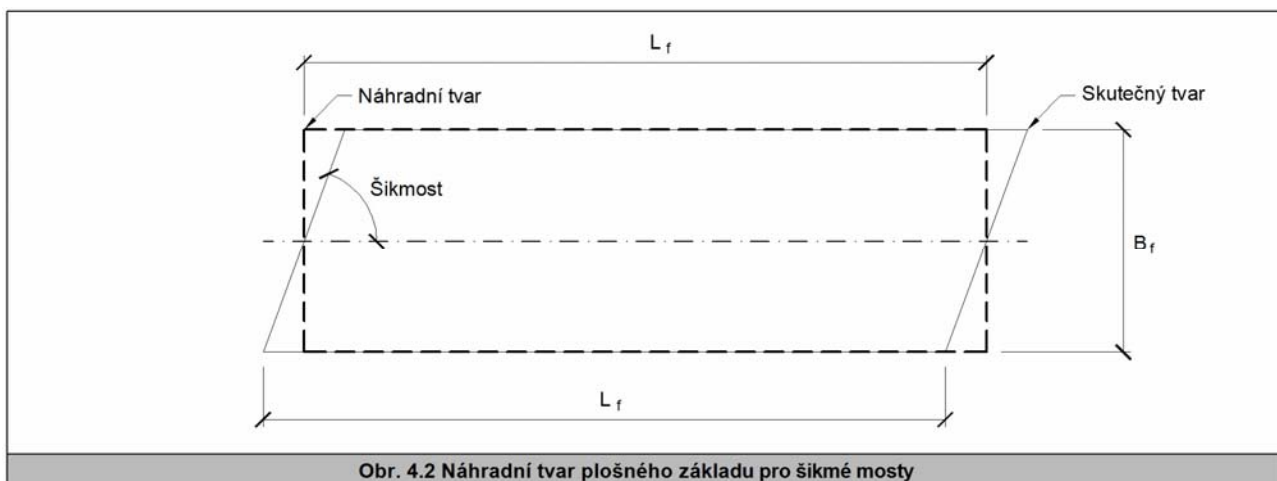 L f
Náhradní tvar
Skutečný tvar
Šikmost
B f
L f
Obr. 4.2 Náhradní tvar plošného základu pro šikmé mosty